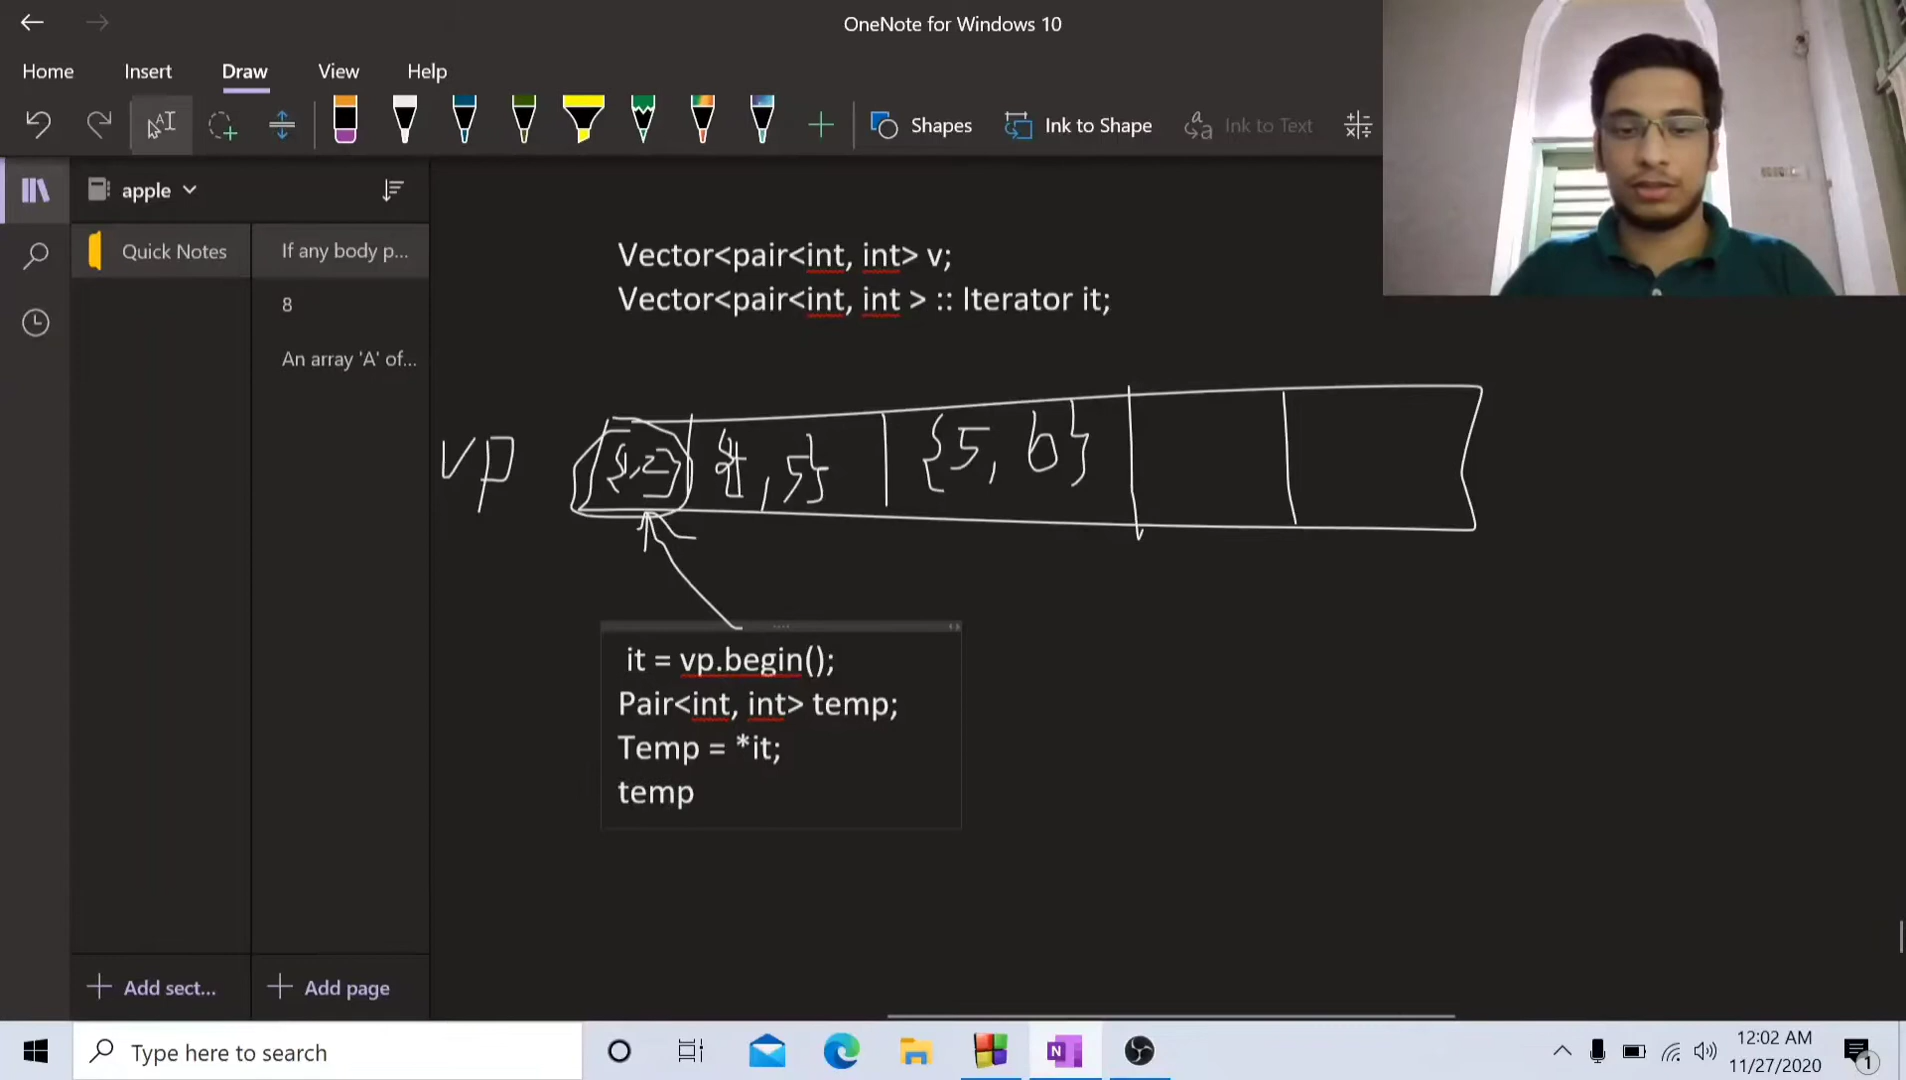 OneNote for Windows 10
Home Insert Draw View Help
Shapes Ink to Shape Ink to Text
apple
Quick Notes
If any body p...
8
An array 'A' of...
Vector<pair<int, int> v;
Vector<pair<int, int > :: Iterator it;
vp {1,2} {4,5} {5, 6}
it = vp.begin();
Pair<int, int> temp;
Temp = *it;
temp
Add sect... Add page
Type here to search
12:02 AM
11/27/2020
1